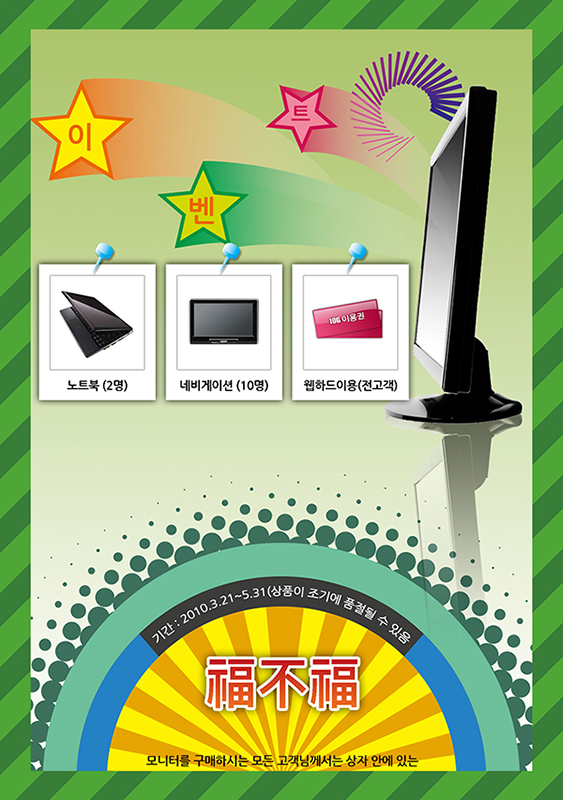 이
벤
트
10G 이용권
노트북 (2명)
네비게이션 (10명)
웹하드이용(전고객)
기간 : 2010.3.21~5.31(상품이 조기에 품절될 수 있음
福不福
모니터를 구매하시는 모든 고객님께서는 상자 안에 있는